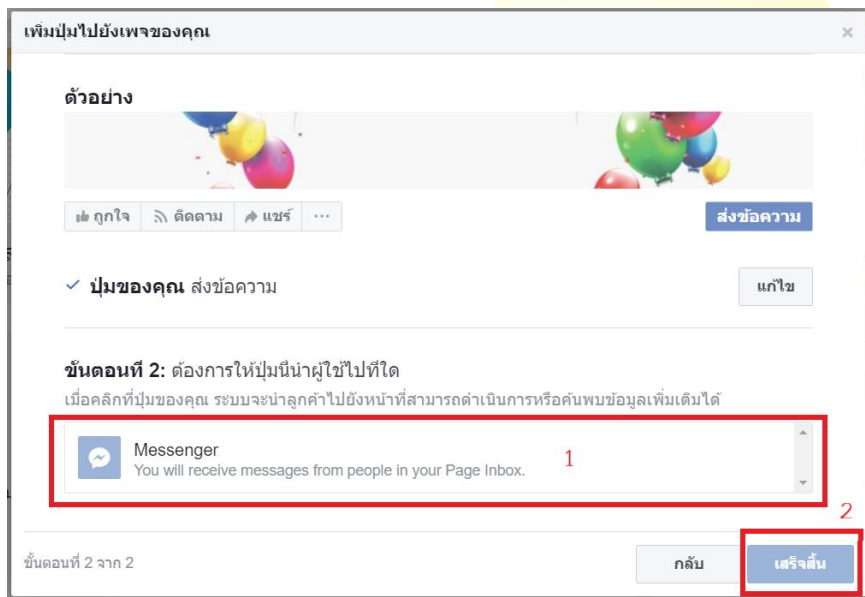 เพิ่มปุ่มไปยังเพจของคุณ
ตัวอย่าง
ถูกใจ ติดตาม แชร์ ...
ส่งข้อความ
ปุ่มของคุณ ส่งข้อความ
แก้ไข
ขั้นตอนที่ 2: ต้องการให้ปุ่มนี้นำผู้ใช้ไปที่ใด
เมื่อคลิกที่ปุ่มของคุณ ระบบจะนำลูกค้าไปยังหน้าที่สามารถดำเนินการหรือค้นพบข้อมูลเพิ่มเติมได้
Messenger
You will receive messages from people in your Page Inbox.
1
2
ขั้นตอนที่ 2 จาก 2
กลับ
เสร็จสิ้น